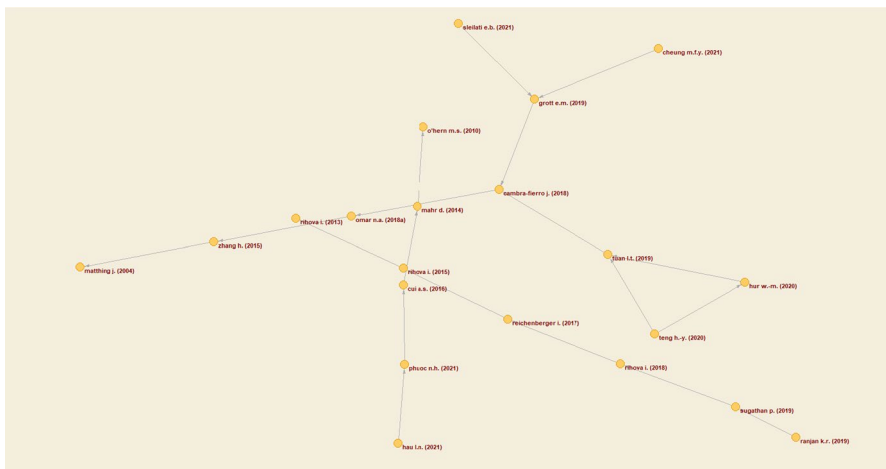 sleilati e.b. (2021)
cheung m.f.y. (2021)
grott e.m. (2019)
o'hern m.s. (2010)
cambra-fierro j. (2018)
mahr d. (2014)
omar n.a. (2018a)
rihova i. (2013)
zhang h. (2015)
matthing j. (2004)
tuan l.t. (2019)
rihova i. (2015)
hur w.-m. (2020)
cui a.s. (2016)
reichenberger i. (2017)
teng h.-y. (2020)
phuoc n.h. (2021)
rihova i. (2018)
sugathan p. (2019)
ranjan k.r. (2019)
hau l.n. (2021)